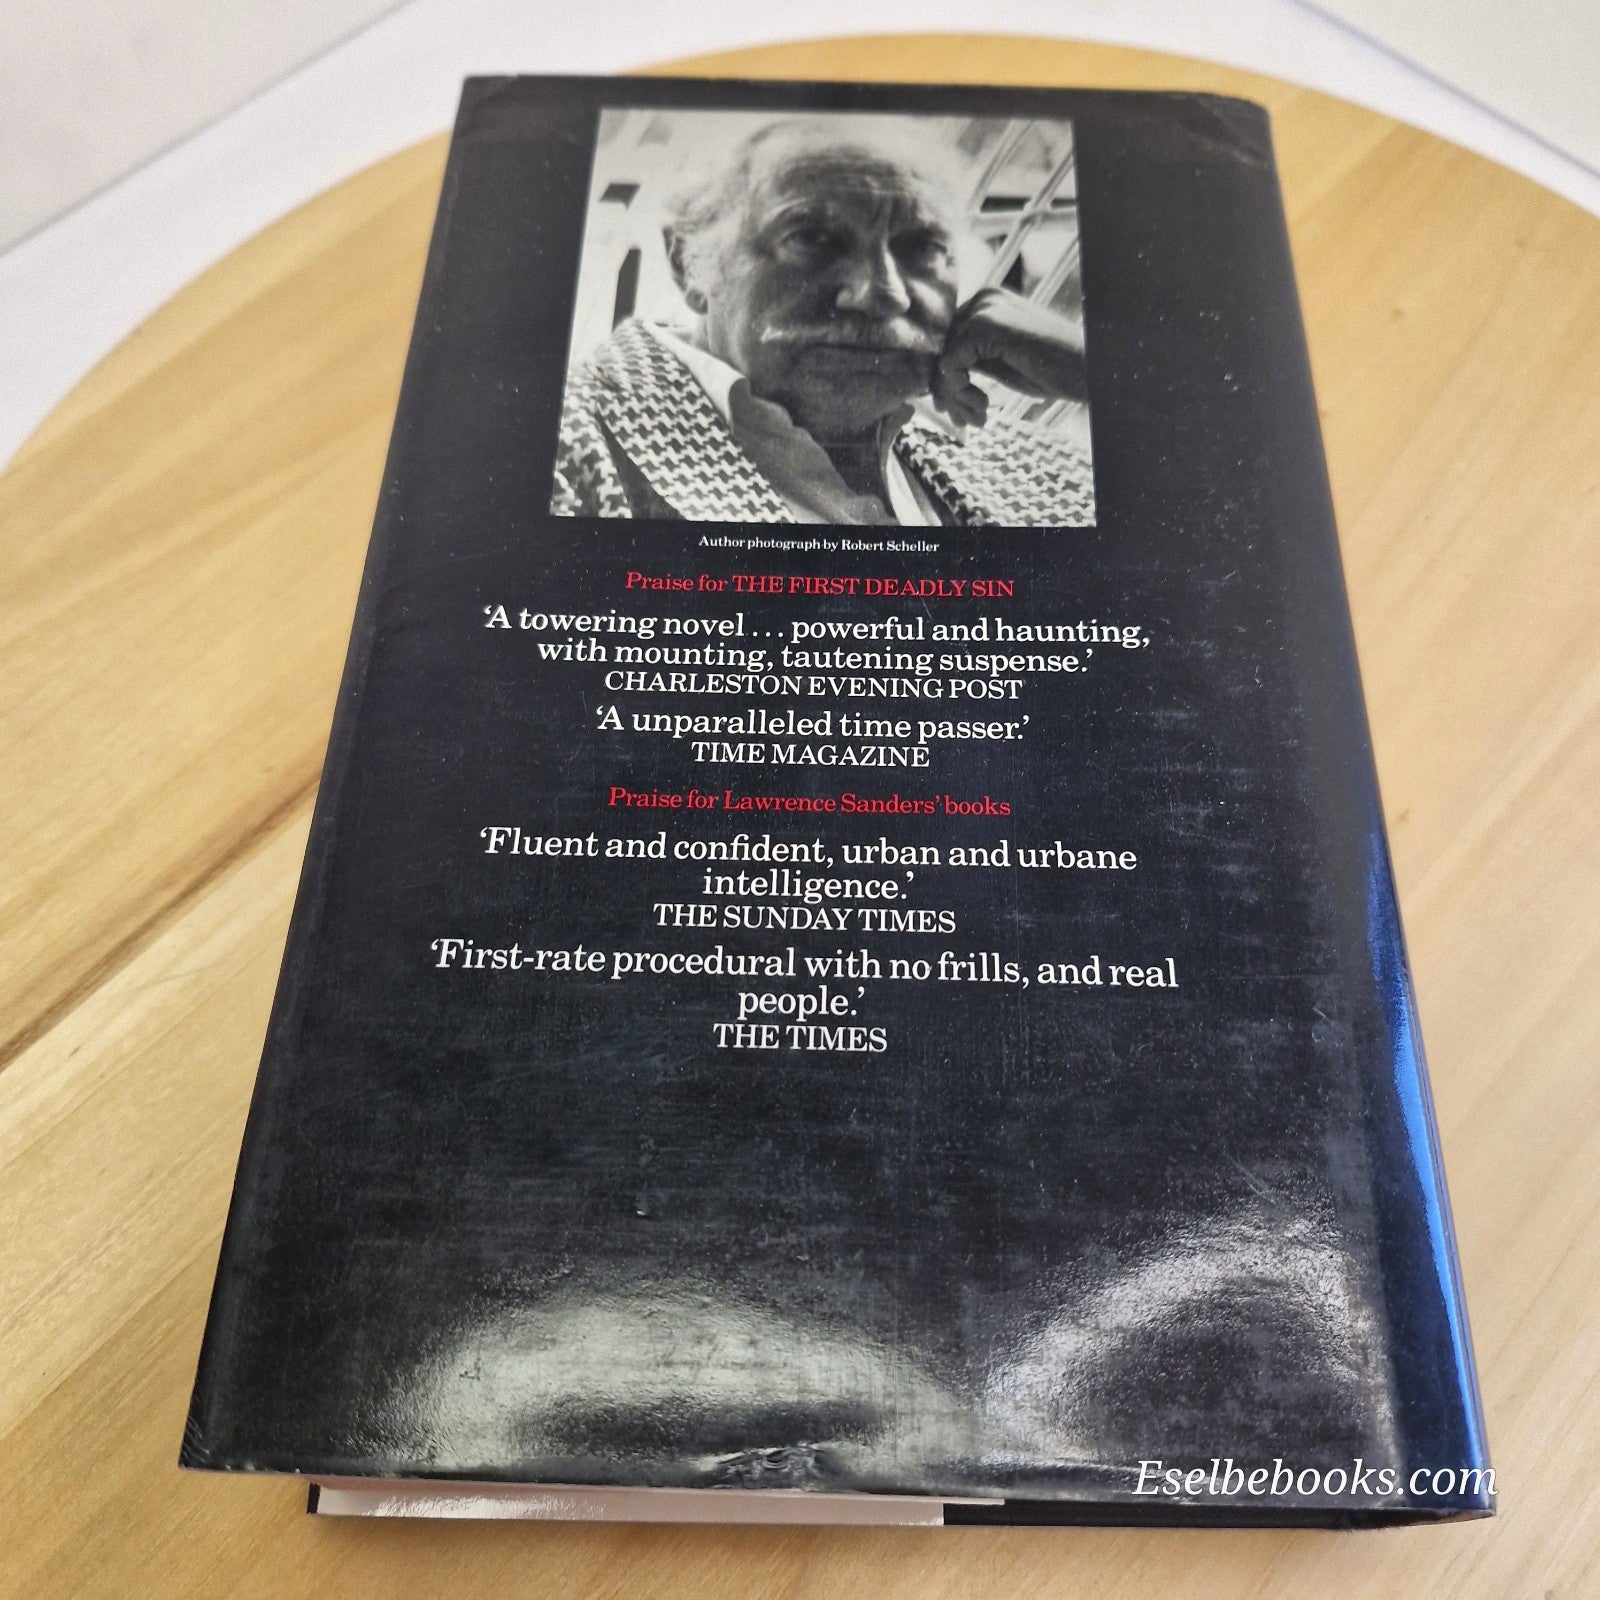 Author photograph by Robert Scheller
Praise for THE FIRST DEADLY SIN
‘A towering novel . . . powerful and haunting,
with mounting, tautening suspense.’
CHARLESTON EVENING POST
‘A unparalleled time passer.’
TIME MAGAZINE
Praise for Lawrence Sanders’ books
‘Fluent and confident, urban and urbane
intelligence.’
THE SUNDAY TIMES
‘First-rate procedural with no frills, and real
people.’
THE TIMES
Eselbebooks.com